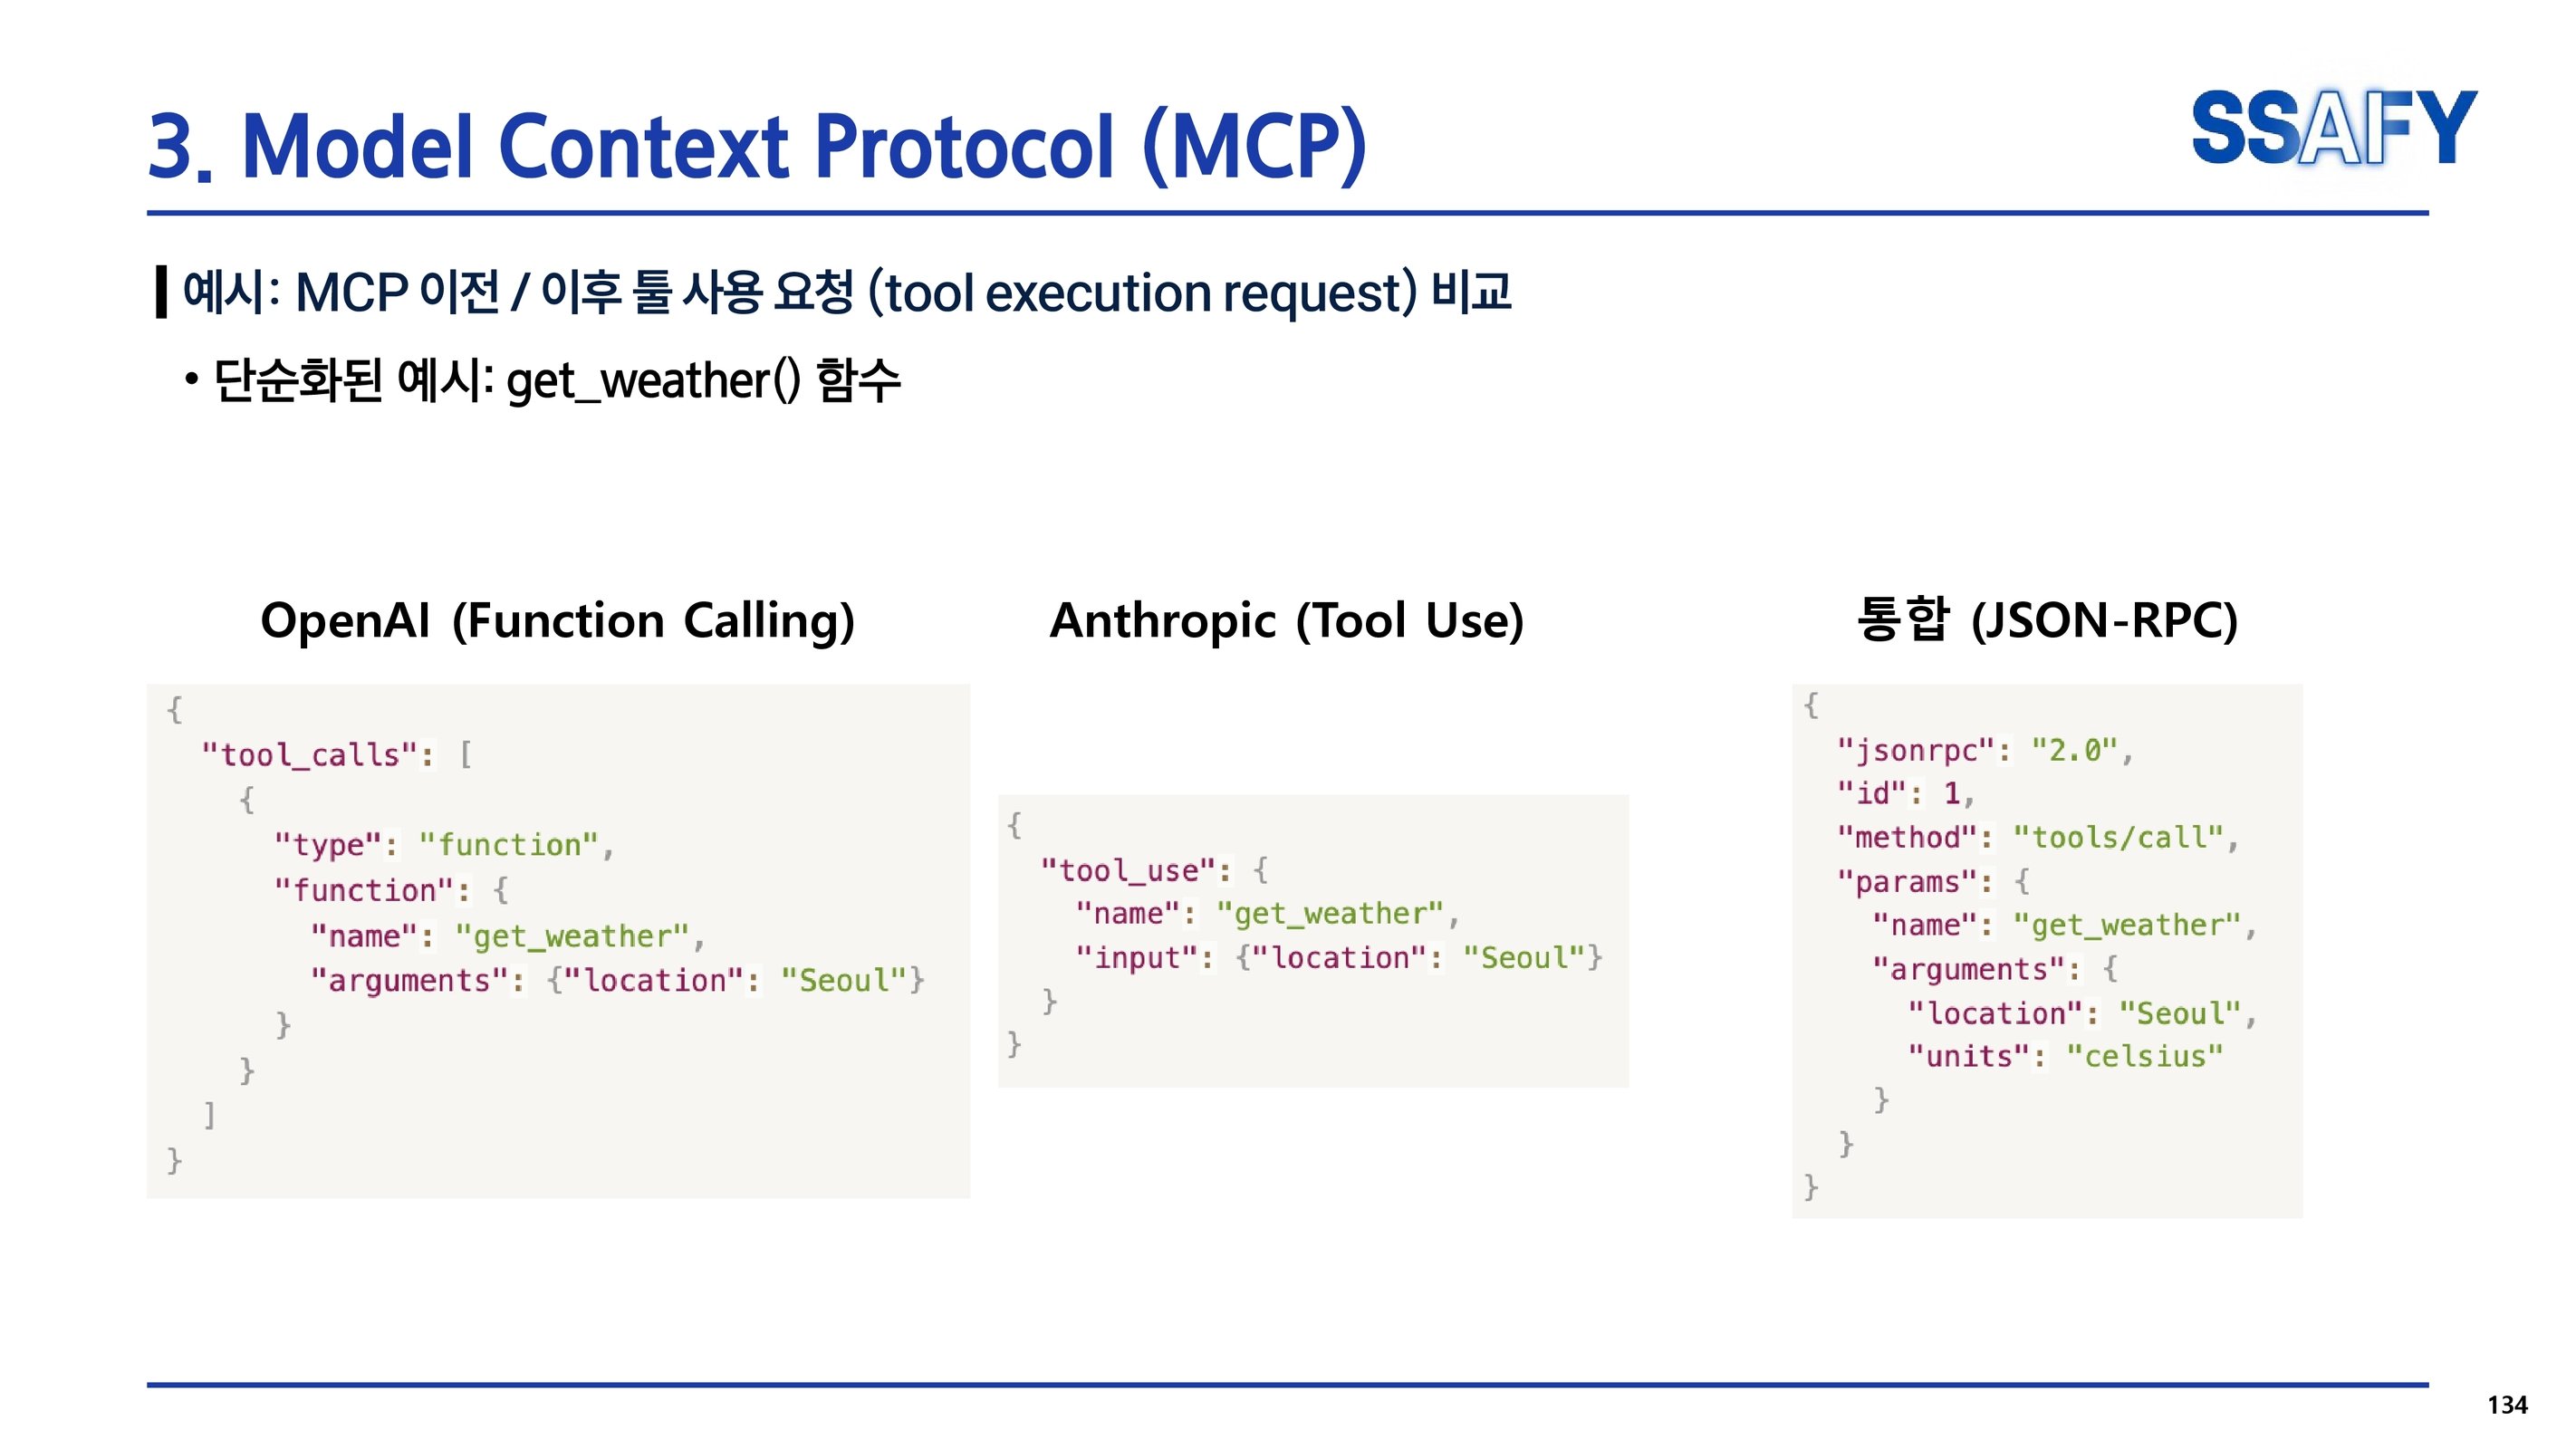 3. Model Context Protocol (MCP)
SSAFY
예시: MCP 이전 / 이후 툴 사용 요청 (tool execution request) 비교
• 단순화된 예시: get_weather() 함수
OpenAI (Function Calling)
{
  "tool_calls": [
    {
      "type": "function",
      "function": {
        "name": "get_weather",
        "arguments": {"location": "Seoul"}
      }
    }
  ]
}
Anthropic (Tool Use)
{
  "tool_use": {
    "name": "get_weather",
    "input": {"location": "Seoul"}
  }
}
통합 (JSON-RPC)
{
  "jsonrpc": "2.0",
  "id": 1,
  "method": "tools/call",
  "params": {
    "name": "get_weather",
    "arguments": {
      "location": "Seoul",
      "units": "celsius"
    }
  }
}
134